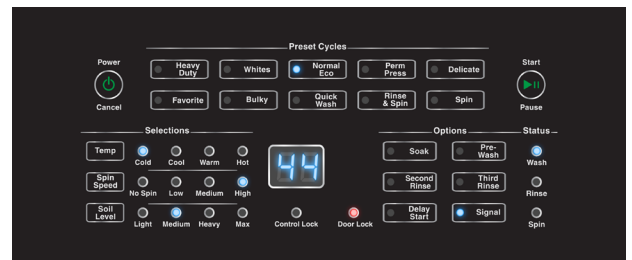 Preset Cycles
Power
Start
Heavy
Duty
Whites
Normal
Eco
Perm
Press
Delicate
Favorite
Bulky
Quick
Wash
Rinse
& Spin
Spin
Cancel
Pause
Selections
Temp
Cold
Cool
Warm
Hot
Spin
Speed
No Spin
Low
Medium
High
Soil
Level
Light
Medium
Heavy
Max
44
Control Lock
Door Lock
Options
Soak
Pre-
Wash
Second
Rinse
Third
Rinse
Delay
Start
Signal
Status
Wash
Rinse
Spin